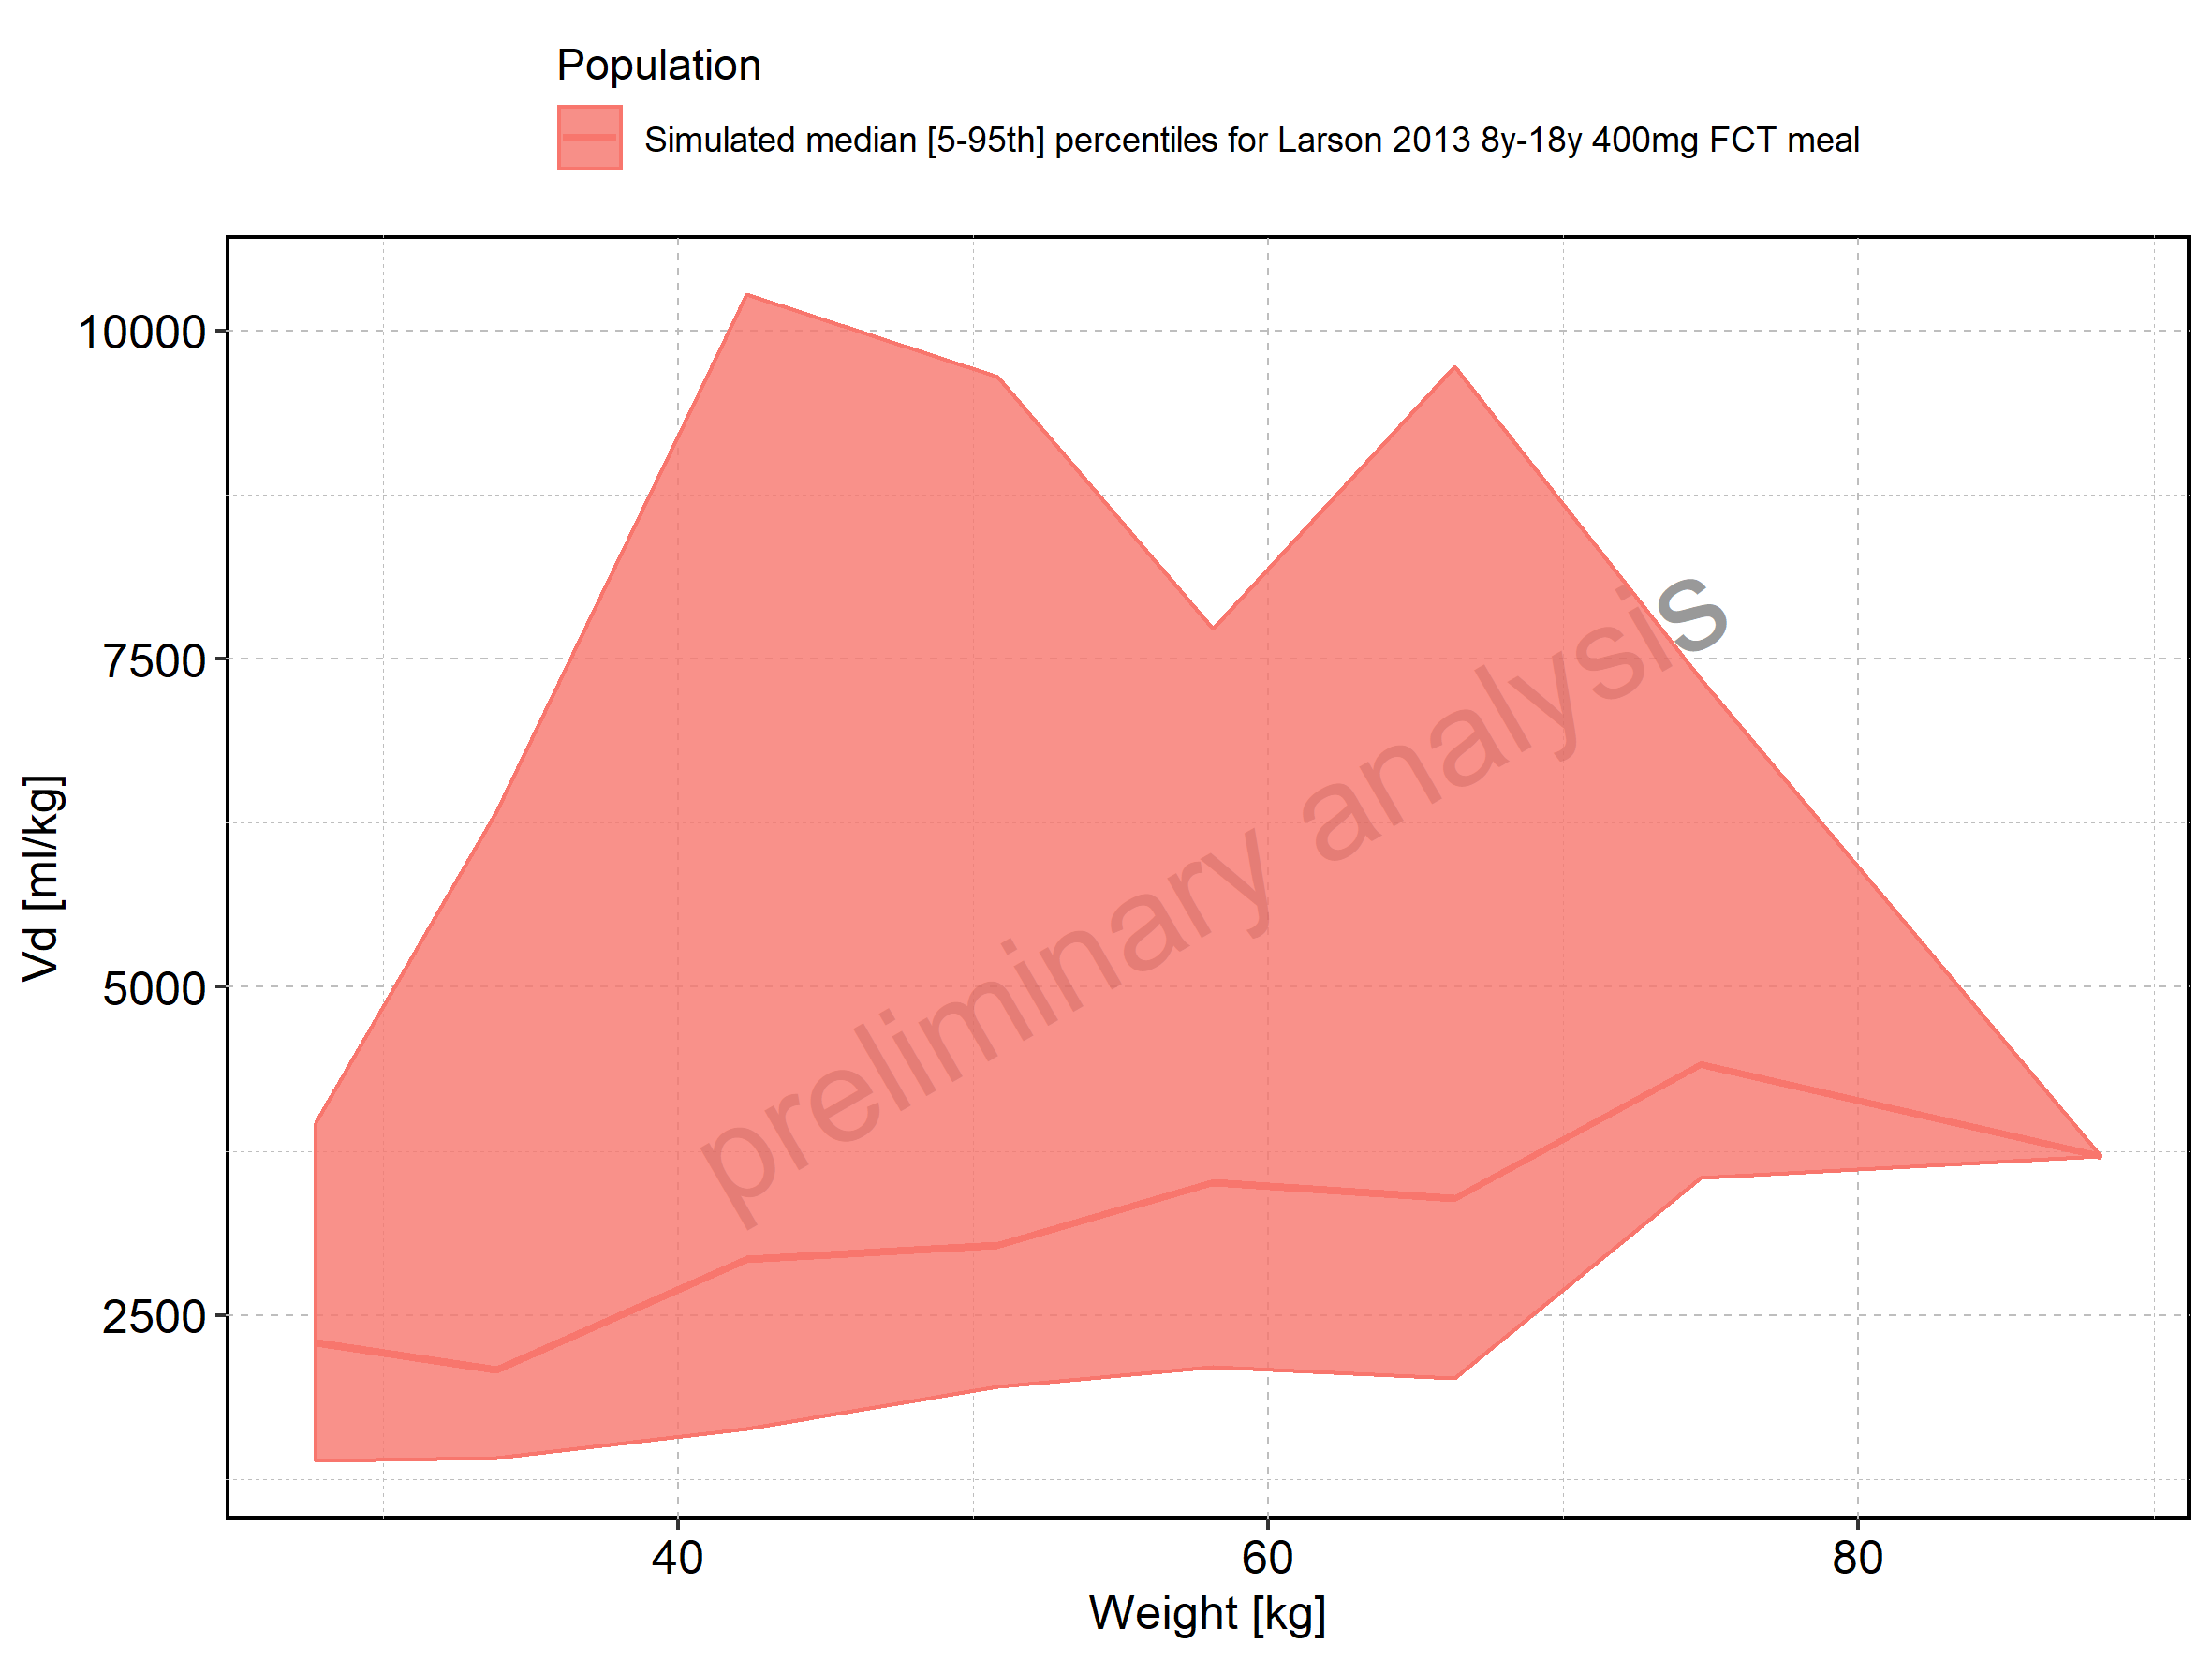 Population
Simulated median [5-95th] percentiles for Larson 2013 8y-18y 400mg FCT meal
10000
7500
5000
2500
Vd [ml/kg]
preliminary analysis
40 60 80
Weight [kg]